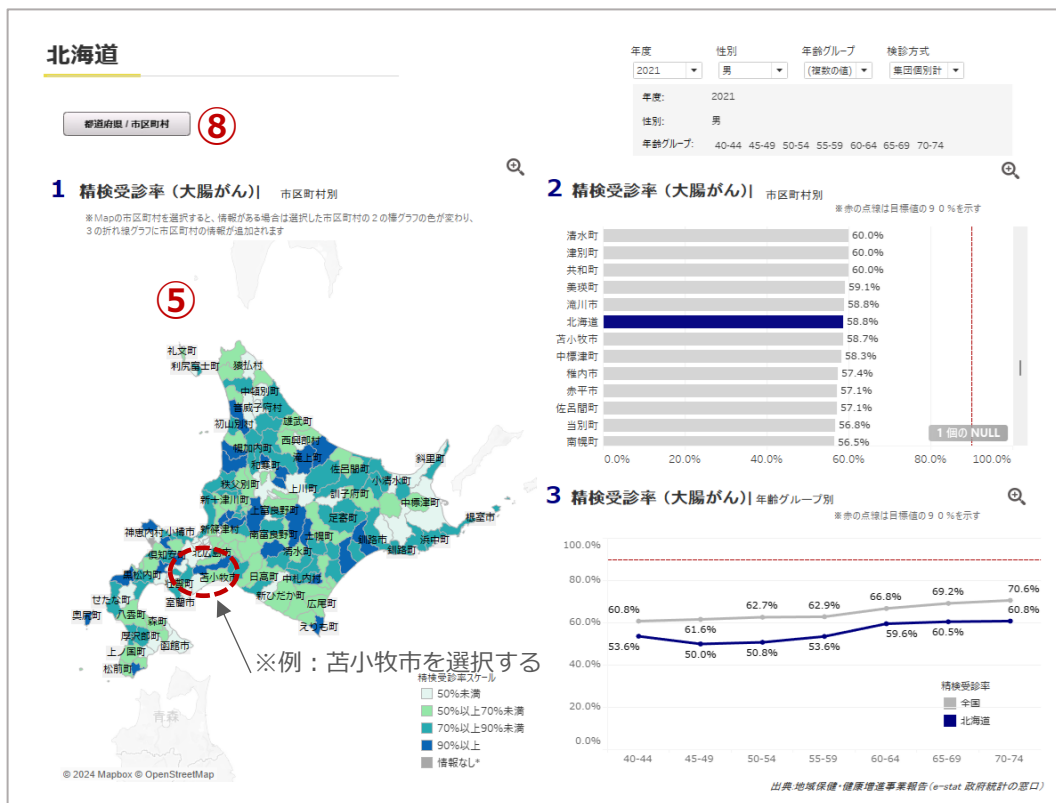 北海道
年度 性別 年齢グループ 検診方式
2021 男 (複数の値) 集団個別計
年度: 2021
性別: 男
年齢グループ: 40-44 45-49 50-54 55-59 60-64 65-69 70-74
都道府県 / 市区町村
⑧
1 精検受診率 (大腸がん)| 市区町村別
※Mapの市区町村を選択すると、情報がある場合は選択した市区町村の２の棒グラフの色が変わり、
３の折れ線グラフに市区町村の情報が追加されます
⑤
礼文町
利尻富士町 猿払村
中頓別町
音威子府村
初山別村 雄武町
西興部村
幌加内町 滝上町
和寒町 佐呂間町 斜里町
秩父別町 小清水町
上川町 訓子府町
新十津川町 中標津町
上富良野町 足寄町 根室市
神恵内村 小樽市 新篠津村 南富良野町 士幌町 釧路市 浜中町
倶知安町 北広島市 清水町 釧路町
黒松内町 壮瞥町 苫小牧市 日高町 中札内村
せたな町 室蘭市 新ひだか町 広尾町
奥尻町 八雲町 森町 えりも町
厚沢部町
上ノ国町 函館市
松前町
青森
※例：苫小牧市を選択する
精検受診率スケール
50%未満
50%以上70%未満
70%以上90%未満
90%以上
情報なし*
© 2024 Mapbox © OpenStreetMap
2 精検受診率 (大腸がん)| 市区町村別
※赤の点線は目標値の９０％を示す
清水町 60.0%
津別町 60.0%
共和町 60.0%
美瑛町 59.1%
滝川市 58.8%
北海道 58.8%
苫小牧市 58.7%
中標津町 58.3%
稚内市 57.4%
赤平市 57.1%
佐呂間町 57.1%
当別町 56.8%
南幌町 56.5%
1 個の NULL
0.0% 20.0% 40.0% 60.0% 80.0% 100.0%
3 精検受診率 (大腸がん)| 年齢グループ別
※赤の点線は目標値の９０％を示す
100.0%
80.0%
60.0%
40.0%
20.0%
0.0%
60.8% 61.6% 62.7% 62.9% 66.8% 69.2% 70.6%
53.6% 50.0% 50.8% 53.6% 59.6% 60.5% 60.8%
精検受診率
全国
北海道
40-44 45-49 50-54 55-59 60-64 65-69 70-74
出典:地域保健・健康増進事業報告(e-stat 政府統計の窓口)